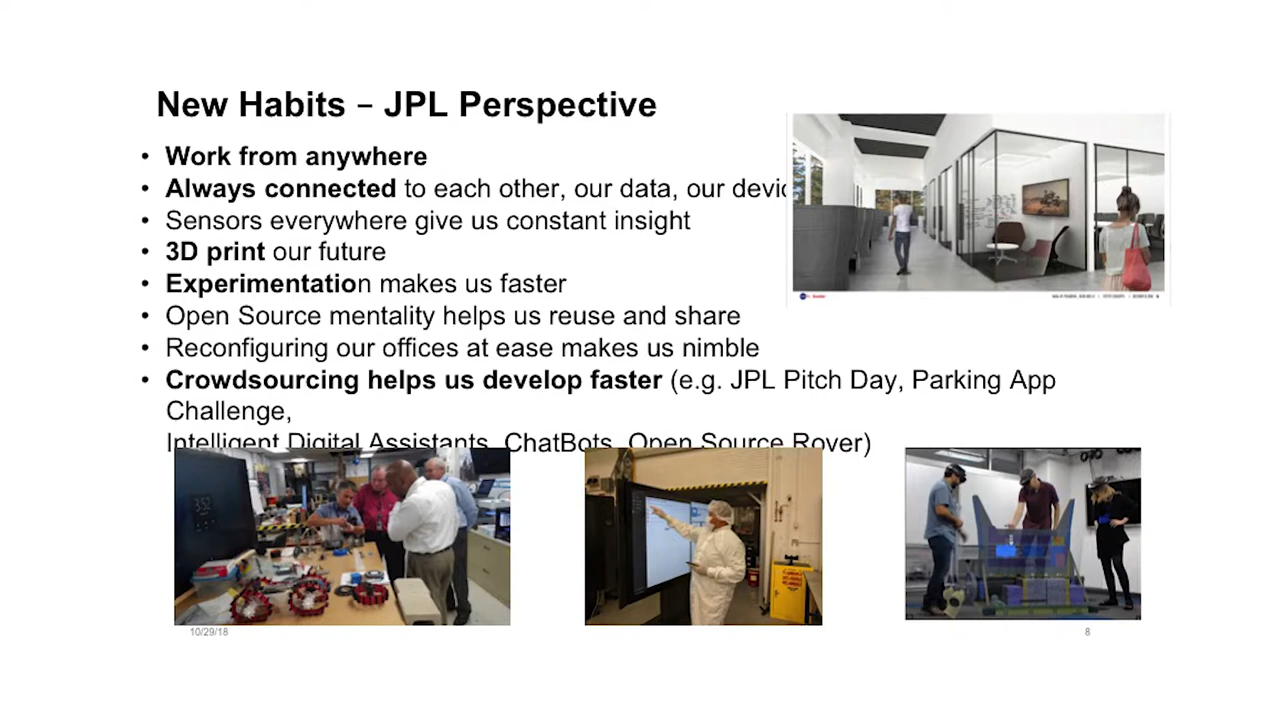 New Habits – JPL Perspective
• Work from anywhere
• Always connected to each other, our data, our devic
• Sensors everywhere give us constant insight
• 3D print our future
• Experimentation makes us faster
• Open Source mentality helps us reuse and share
• Reconfiguring our offices at ease makes us nimble
• Crowdsourcing helps us develop faster (e.g. JPL Pitch Day, Parking App
Challenge,
Intelligent Digital Assistants, ChatBots, Open Source Rover)
3:52
10/29/18
8